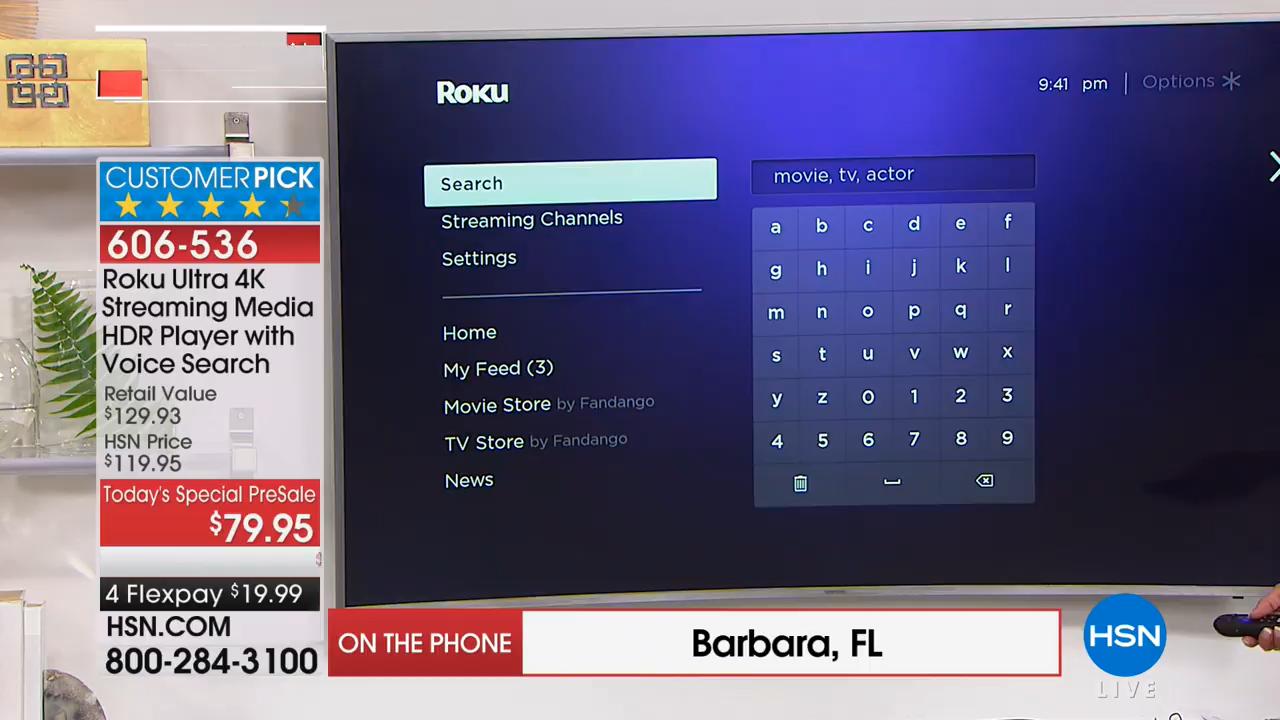 CUSTOMER PICK
606-536
Roku Ultra 4K
Streaming Media
HDR Player with
Voice Search
Retail Value
$129.93
HSN Price
$119.95
Today's Special PreSale
$79.95
4 Flexpay $19.99
HSN.COM
800-284-3100
ROKU
9:41 pm | Options
Search
Streaming Channels
Settings
Home
My Feed (3)
Movie Store by Fandango
TV Store by Fandango
News
movie, tv, actor
a b c d e f
g h i j k l
m n o p q r
s t u v w x
y z 0 1 2 3
4 5 6 7 8 9
ON THE PHONE
Barbara, FL
HSN
LIVE